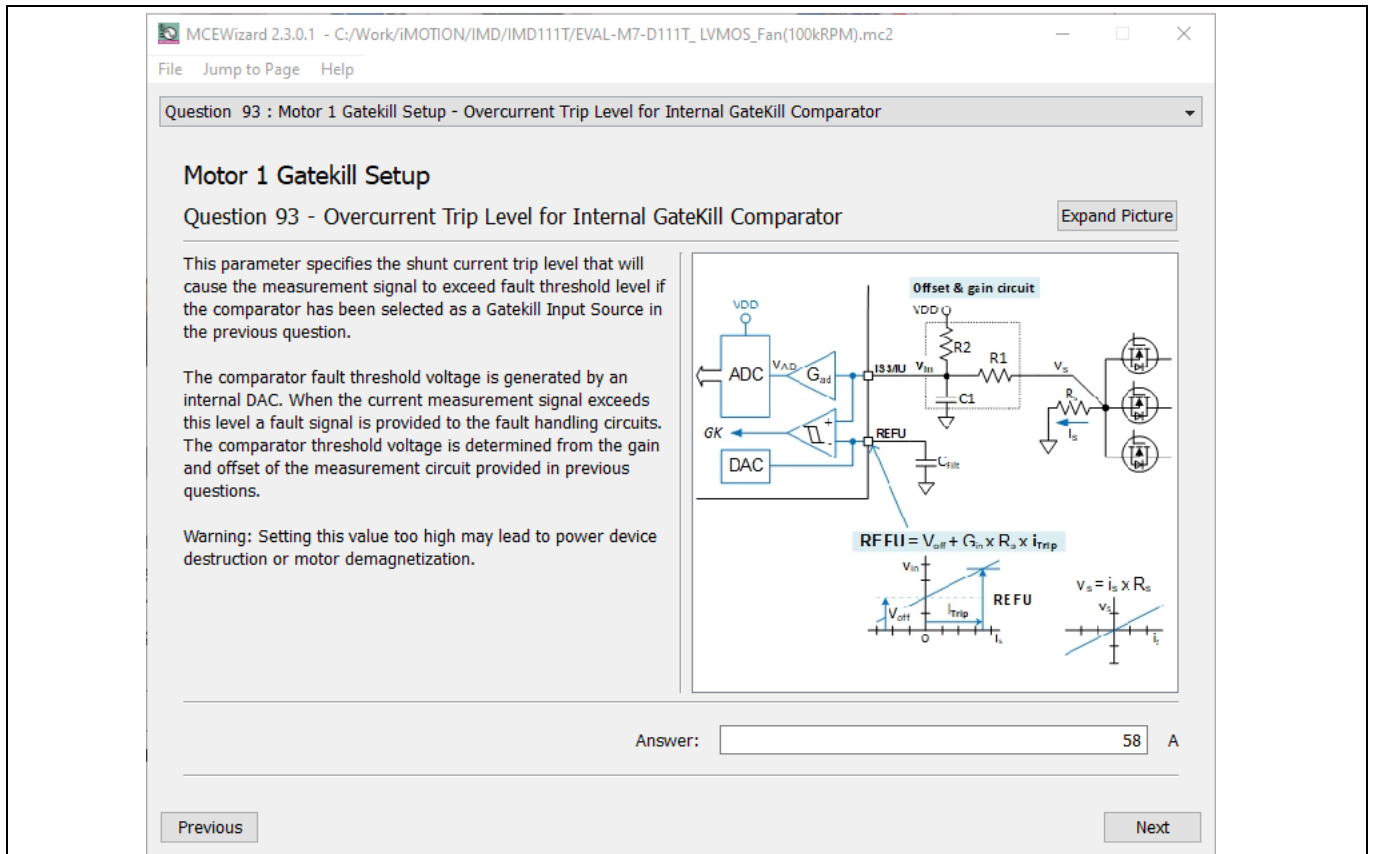 MCEWizard 2.3.0.1 - C:/Work/iMOTION/IMD/IMD111T/EVAL-M7-D111T_ LVMOS_Fan(100kRPM).mc2
File Jump to Page Help
Question 93 : Motor 1 Gatekill Setup - Overcurrent Trip Level for Internal GateKill Comparator
Motor 1 Gatekill Setup
Question 93 - Overcurrent Trip Level for Internal GateKill Comparator
Expand Picture
This parameter specifies the shunt current trip level that will
cause the measurement signal to exceed fault threshold level if
the comparator has been selected as a Gatekill Input Source in
the previous question.
The comparator fault threshold voltage is generated by an
internal DAC. When the current measurement signal exceeds
this level a fault signal is provided to the fault handling circuits.
The comparator threshold voltage is determined from the gain
and offset of the measurement circuit provided in previous
questions.
Warning: Setting this value too high may lead to power device
destruction or motor demagnetization.
Offset & gain circuit
VDD
VDD
R2
R1
ADC
VAD
Gad
ISS/IU
Vin
Vs
C1
Rs
Is
GK
+
-
REFU
DAC
CFilt
REFU = Voff + Gin x Rs x iTrip
vin
REFU
Voff
ITrip
0
Is
vs = is x Rs
vs
is
Answer: 58 A
Previous
Next